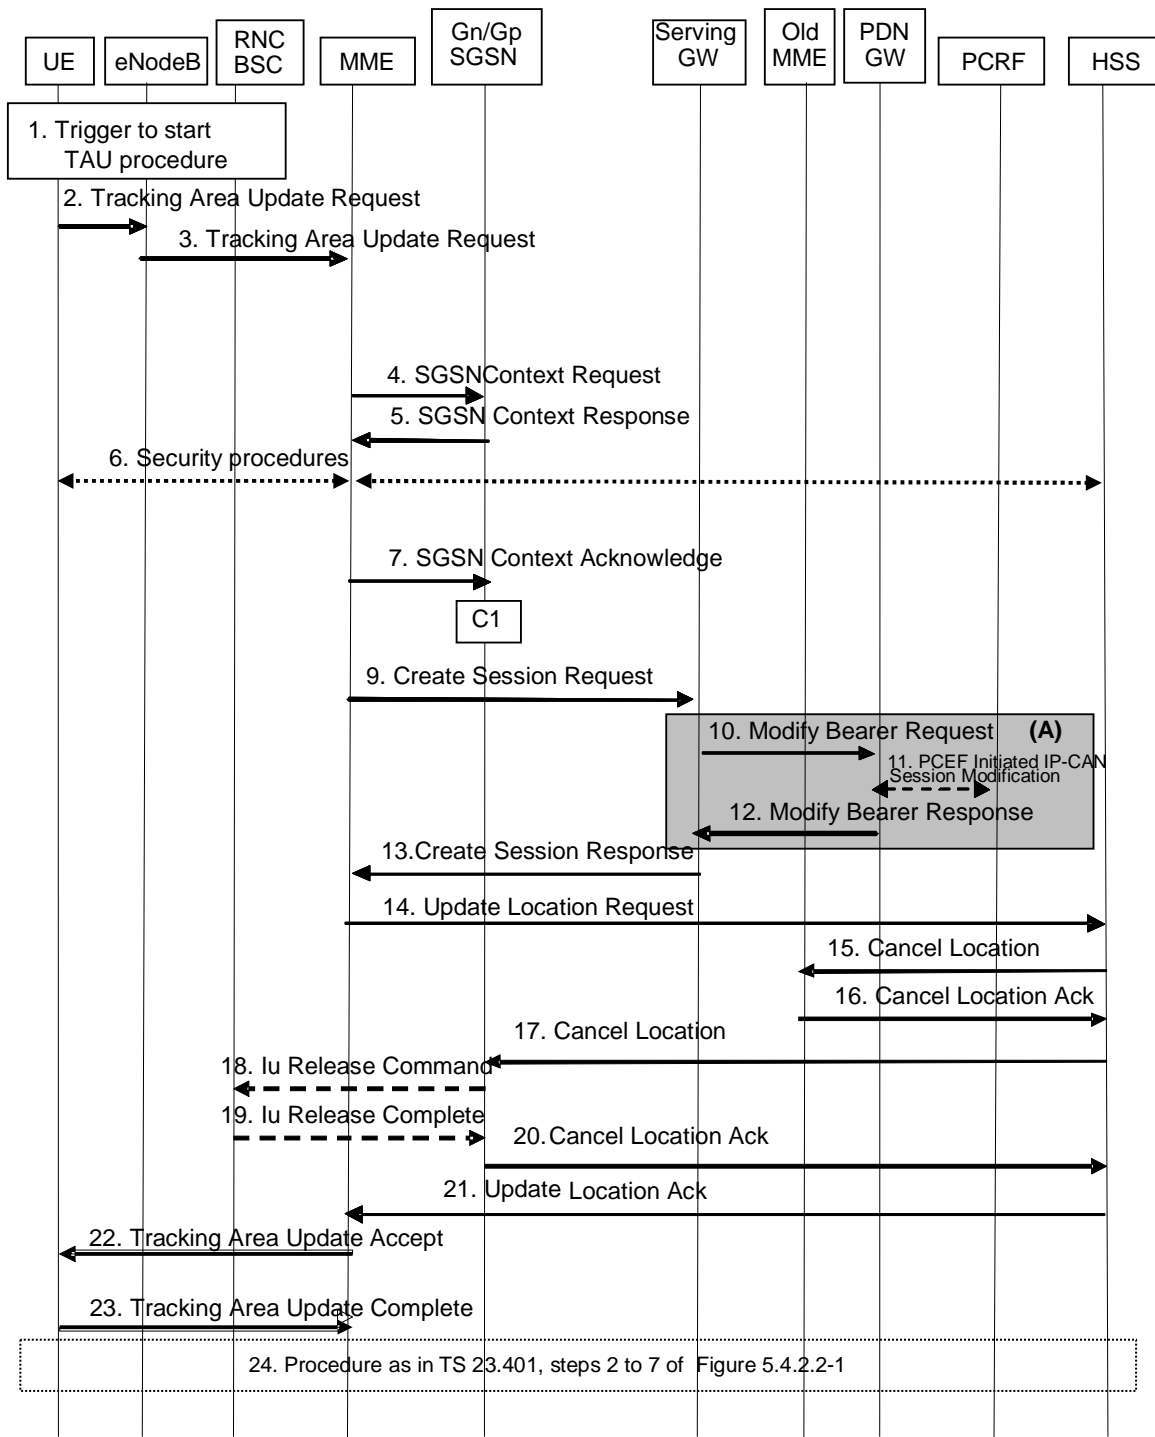 UE
eNodeB
RNC
BSC
MME
Gn/Gp
SGSN
Serving
GW
Old
MME
PDN
GW
PCRF
HSS
1. Trigger to start
TAU procedure
2. Tracking Area Update Request
3. Tracking Area Update Request
4. SGSNContext Request
5. SGSN Context Response
6. Security procedures
7. SGSN Context Acknowledge
C1
9. Create Session Request
10. Modify Bearer Request (A)
11. PCEF Initiated IP-CAN
Session Modification
12. Modify Bearer Response
13.Create Session Response
14. Update Location Request
15. Cancel Location
16. Cancel Location Ack
17. Cancel Location
18. Iu Release Command
19. Iu Release Complete
20.Cancel Location Ack
21. Update Location Ack
22. Tracking Area Update Accept
23. Tracking Area Update Complete
24. Procedure as in TS 23.401, steps 2 to 7 of Figure 5.4.2.2-1